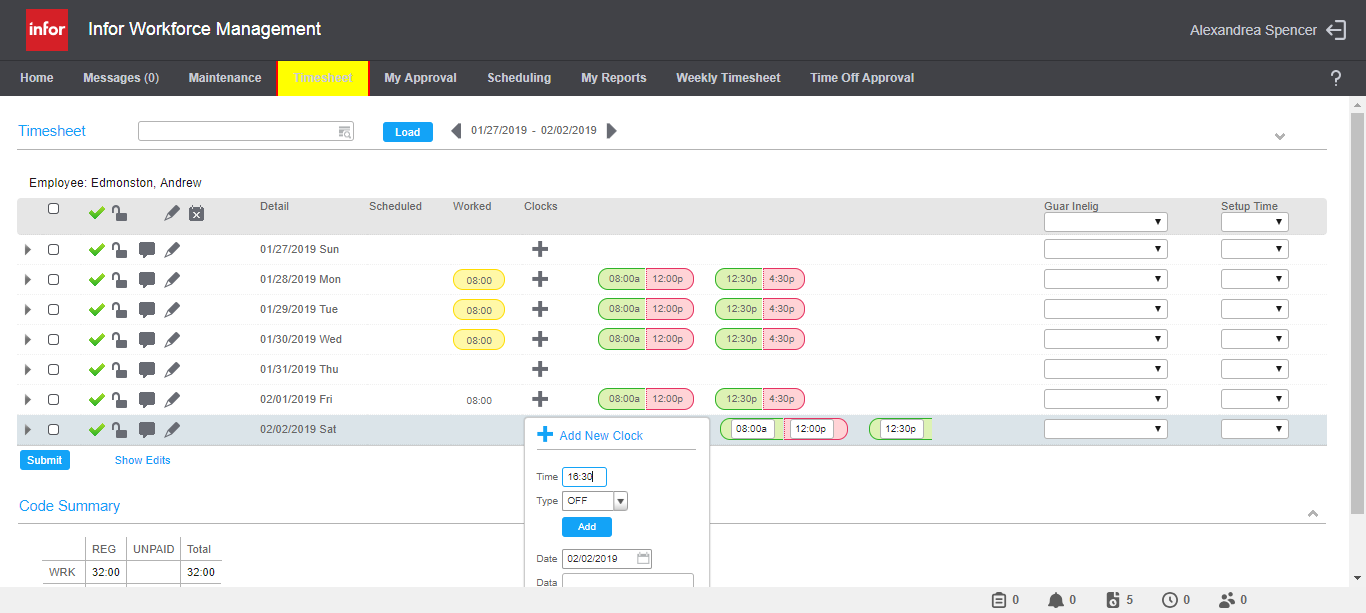 infor Infor Workforce Management Alexandrea Spencer
Home Messages (0) Maintenance Timesheet My Approval Scheduling My Reports Weekly Timesheet Time Off Approval ?
Timesheet Load 01/27/2019 - 02/02/2019
Employee: Edmonston, Andrew
Detail Scheduled Worked Clocks Guar Inelig Setup Time
01/27/2019 Sun
01/28/2019 Mon 08:00 08:00a 12:00p 12:30p 4:30p
01/29/2019 Tue 08:00 08:00a 12:00p 12:30p 4:30p
01/30/2019 Wed 08:00 08:00a 12:00p 12:30p 4:30p
01/31/2019 Thu
02/01/2019 Fri 08:00 08:00a 12:00p 12:30p 4:30p
02/02/2019 Sat 08:00a 12:00p 12:30p
Add New Clock
Time 16:30
Type OFF
Add
Date 02/02/2019
Data
Submit Show Edits
Code Summary
REG UNPAID Total
WRK 32:00 32:00
0 0 5 0 0